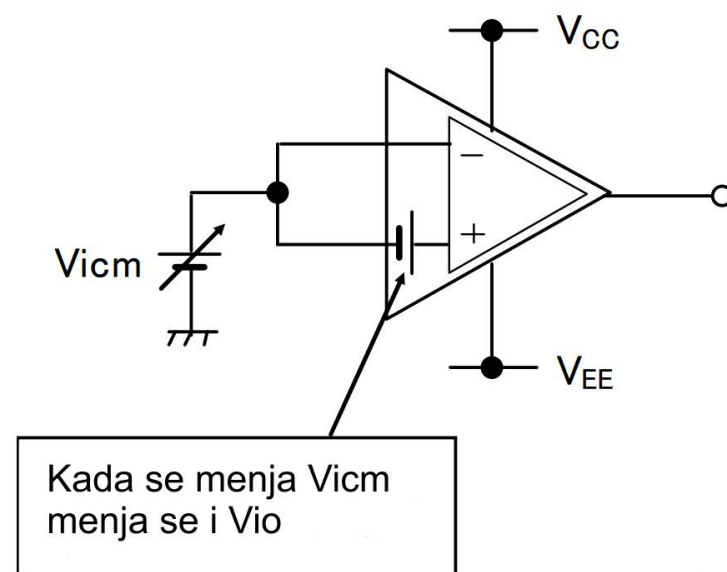 VCC
−
+
Vicm
VEE
Kada se menja Vicm
menja se i Vio